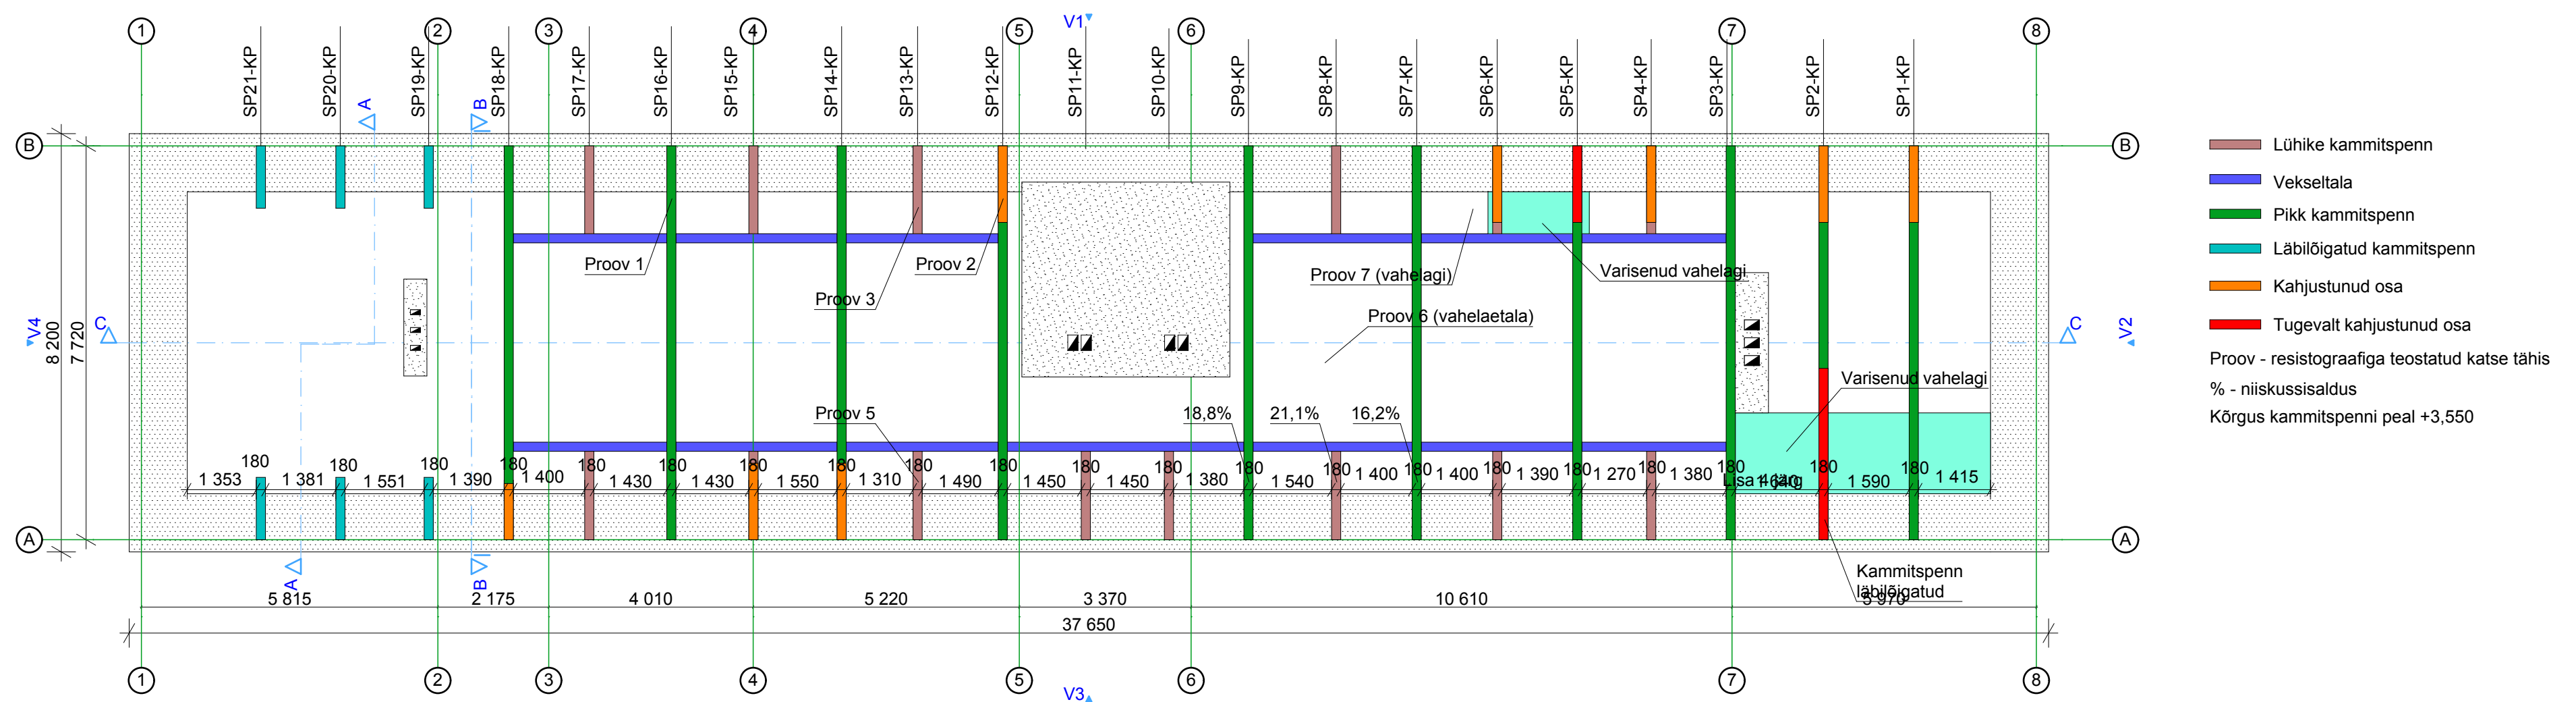 V1
1 2 3 4 5 6 7 8
SP21-KP
SP20-KP
SP19-KP
SP18-KP
SP17-KP
SP16-KP
SP15-KP
SP14-KP
SP13-KP
SP12-KP
SP11-KP
SP10-KP
SP9-KP
SP8-KP
SP7-KP
SP6-KP
SP5-KP
SP4-KP
SP3-KP
SP2-KP
SP1-KP
A B
B B
Proov 1
Proov 2
Proov 3
Proov 7 (vahelagi)
Varisenud vahelagi
Proov 6 (vahelaetala)
V4
C C
V2
8 200
7 720
Varisenud vahelagi
Proov 5
18,8% 21,1% 16,2%
180 180 180 180 180 180 180 180 180 180 180 180 180 180 180 180 180 180 180 180 180
1 353 1 381 1 551 1 390 1 400 1 430 1 430 1 550 1 310 1 490 1 450 1 450 1 380 1 540 1 400 1 400 1 390 1 270 1 380 1 640 1 590 1 415
Lisa 4 järg
A A
A B
Kammitspenn
läbilõigatud
5 815 2 175 4 010 5 220 3 370 10 610 5 970
37 650
1 2 3 4 5 6 7 8
V3
Lühike kammitspenn
Vekseltala
Pikk kammitspenn
Läbilõigatud kammitspenn
Kahjustunud osa
Tugevalt kahjustunud osa
Proov - resistograafiga teostatud katse tähis
% - niiskussisaldus
Kõrgus kammitspenni peal +3,550